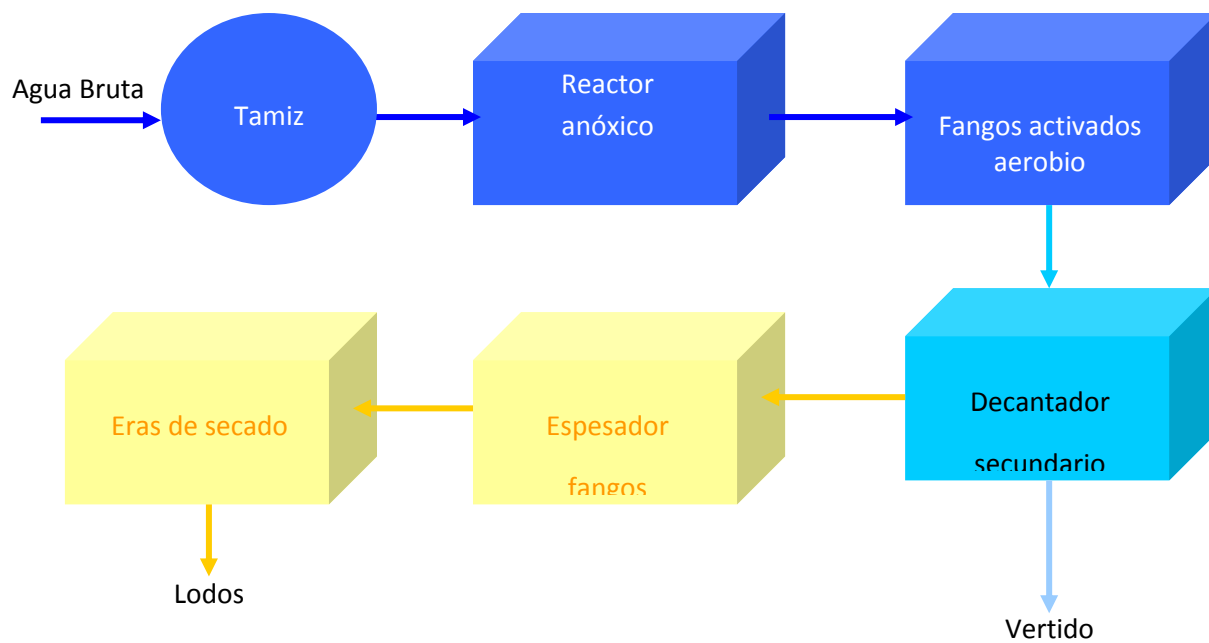 Agua Bruta
Tamiz
Reactor
anóxico
Fangos activados
aerobio
Eras de secado
Espesador
fangos
Decantador
secundario
Lodos
Vertido